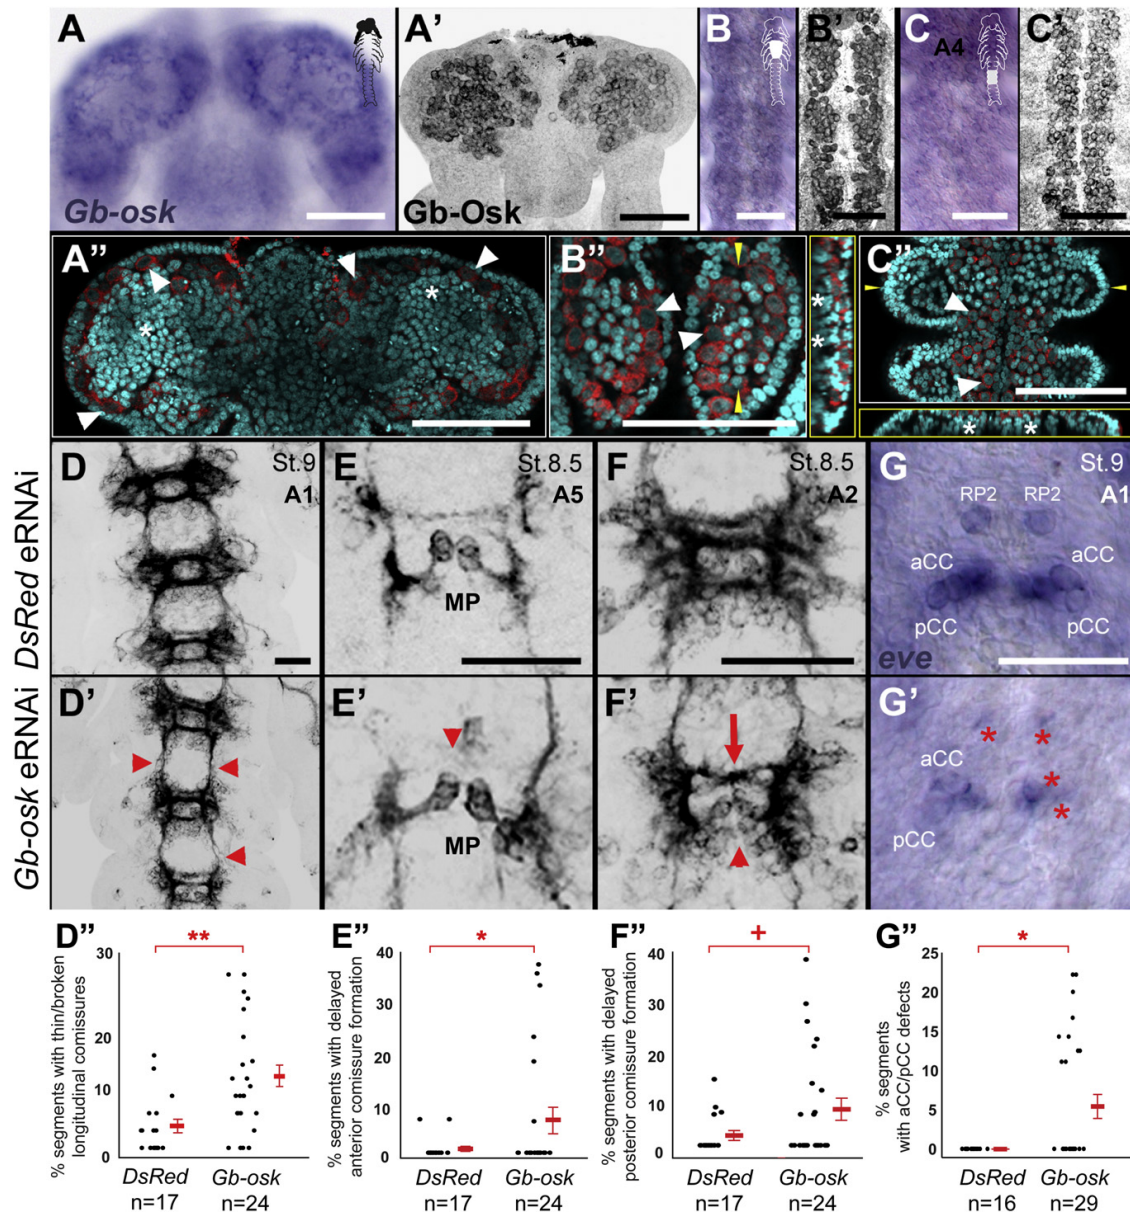 A
Gb-osk
A'
Gb-Osk
B
B'
C
A4
C'
A"
*
*
B"
*
*
C"
*
*
DsRed eRNAi
D
St.9
A1
E
St.8.5
A5
MP
F
St.8.5
A2
G
St.9
A1
RP2
RP2
aCC
aCC
pCC
pCC
eve
Gb-osk eRNAi
D'
E'
MP
F'
G'
*
*
aCC
*
*
pCC
D"
**
% segments with thin/broken
longitudinal comissures
30
20
10
0
DsRed
Gb-osk
n=17
n=24
E"
*
% segments with delayed
anterior comissure formation
40
30
20
10
0
DsRed
Gb-osk
n=17
n=24
F"
+
% segments with delayed
posterior comissure formation
40
30
20
10
0
DsRed
Gb-osk
n=17
n=24
G"
*
% segments
with aCC/pCC defects
25
20
15
10
5
0
DsRed
Gb-osk
n=16
n=29